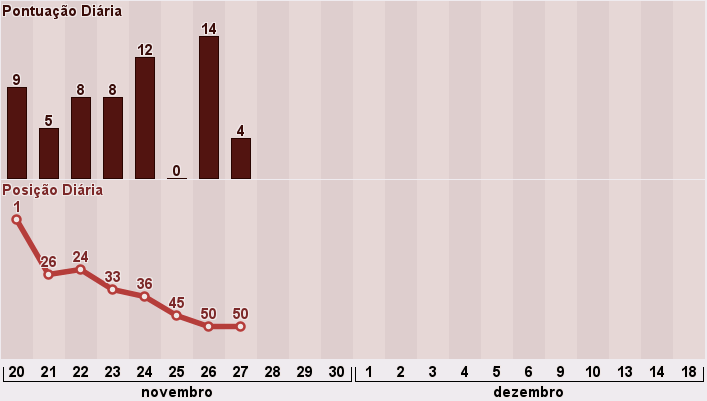 Pontuação Diária
9 5 8 8 12 0 14 4
Posição Diária
1 26 24 33 36 45 50 50
20 21 22 23 24 25 26 27 28 29 30 1 2 3 4 5 6 9 10 13 14 18
novembro dezembro